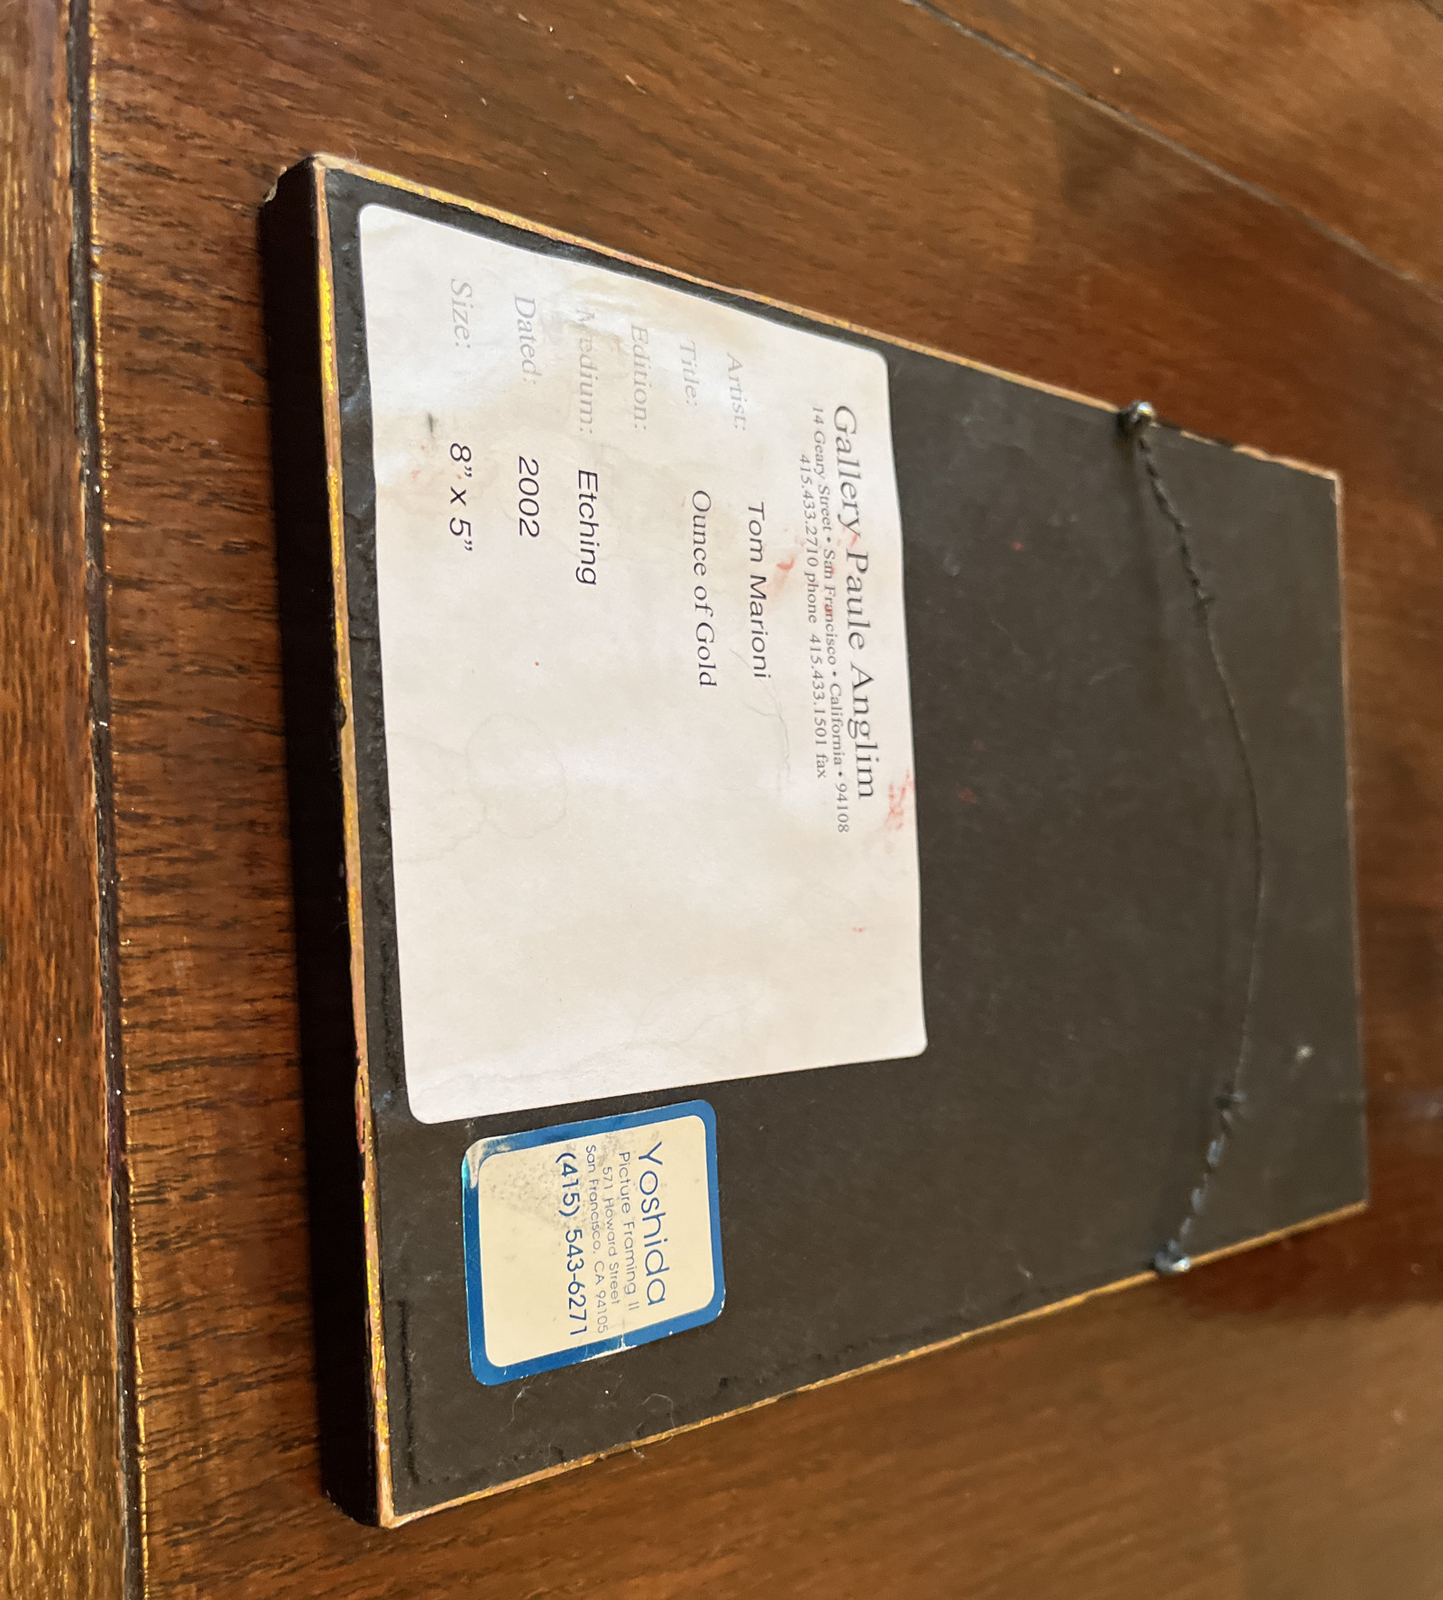 Gallery Paule Anglim
14 Geary Street • San Francisco • California • 94108
415.433.2710 phone 415.433.1501 fax
Artist: Tom Marioni
Title: Ounce of Gold
Edition:
Medium: Etching
Dated: 2002
Size: 8” x 5”
Yoshida
Picture Framing II
571 Howard Street
San Francisco, CA 94105
(415) 543-6271